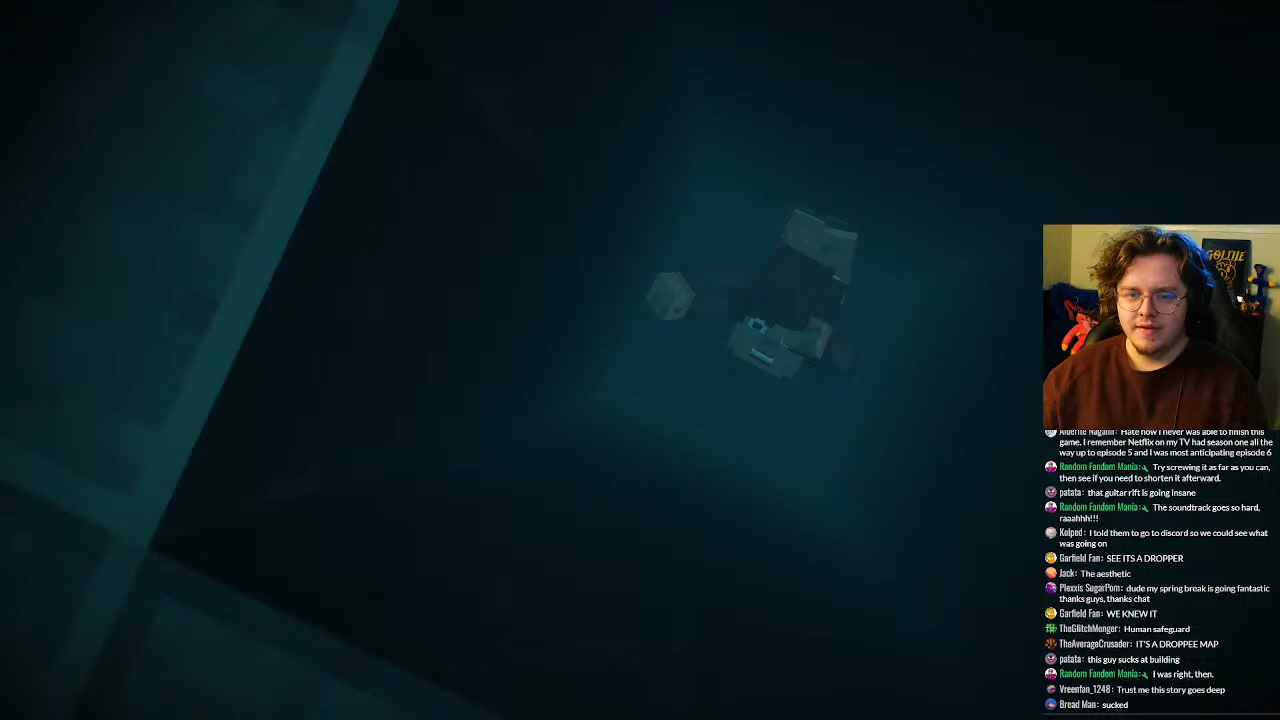 GOLDIE
Alberite Nagahii: Hate how I never was able to finish this
game. I remember Netflix on my TV had season one all the
way up to episode 5 and I was most anticipating episode 6
Random Fandom Mania: Try screwing it as far as you can,
then see if you need to shorten it afterward.
patata: that guitar rift is going insane
Random Fandom Mania: The soundtrack goes so hard,
raaahhh!!!
Kolped: I told them to go to discord so we could see what
was going on
Garfield Fan: SEE ITS A DROPPER
Jack: The aesthetic
Plexxis SugarPom: dude my spring break is going fantastic
thanks guys, thanks chat
Garfield Fan: WE KNEW IT
TheGlitchMonger: Human safeguard
TheAverageCrusader: IT'S A DROPPEE MAP
patata: this guy sucks at building
Random Fandom Mania: I was right, then.
Vreenfan_1248: Trust me this story goes deep
Bread Man: sucked